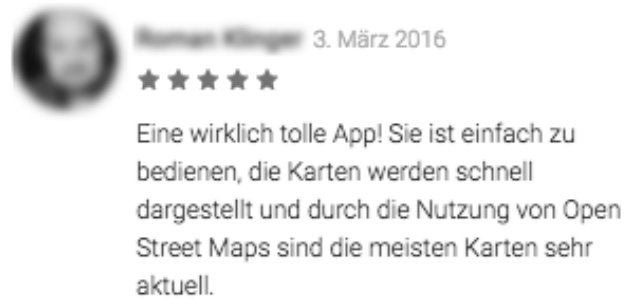 3. März 2016
Eine wirklich tolle App! Sie ist einfach zu
bedienen, die Karten werden schnell
dargestellt und durch die Nutzung von Open
Street Maps sind die meisten Karten sehr
aktuell.